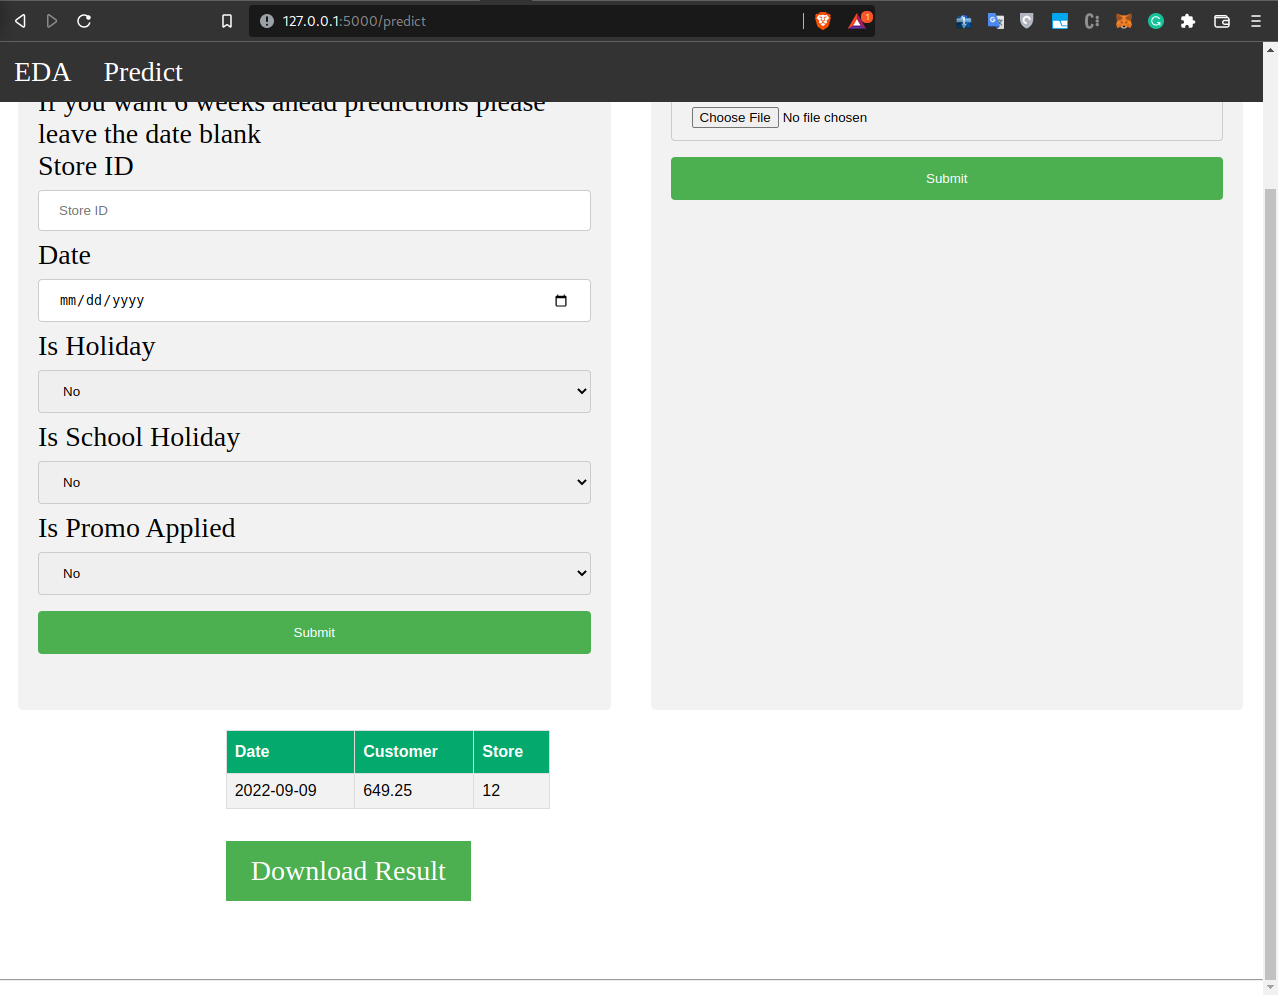 127.0.0.1:5000/predict
1
EDA Predict
If you want 6 weeks ahead predictions please
leave the date blank
Store ID
Store ID
Date
mm/dd/yyyy
Is Holiday
No
Is School Holiday
No
Is Promo Applied
No
Submit
Choose File No file chosen
Submit
Date Customer Store
2022-09-09 649.25 12
Download Result